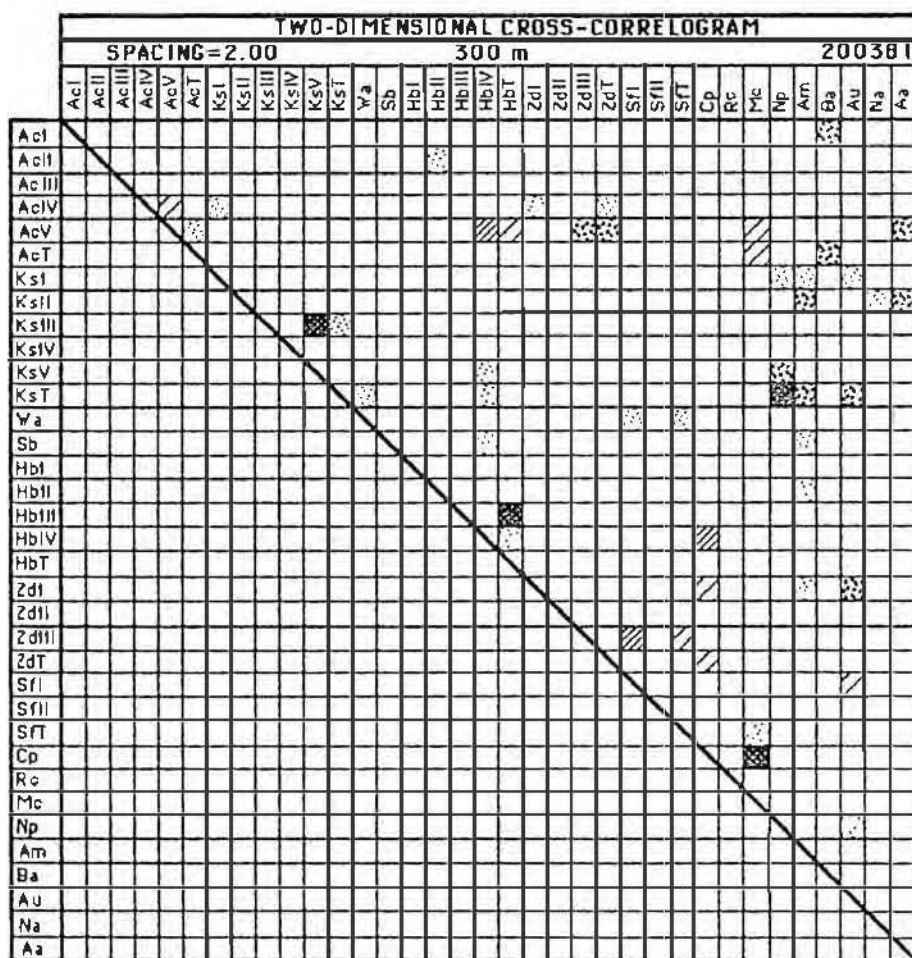 TWO-DIMENSIONAL CROSS-CORRELOGRAM
SPACING=2.00 300 m 200381
AcI AcII AcIII AcIV AcV AcT KsI KsII KsIII KsIV KsV KsT Wa Sb HbI HbII HbIII HbIV HbT ZdI ZdII ZdIII ZdT SfI SfII SfT Cp Rc Mc Np Am Ba Au Na Aa
AcI
AcII
AcIII
AcIV
AcV
AcT
KsI
KsII
KsIII
KsIV
KsV
KsT
Wa
Sb
HbI
HbII
HbIII
HbIV
HbT
ZdI
ZdII
ZdIII
ZdT
SfI
SfII
SfT
Cp
Rc
Mc
Np
Am
Ba
Au
Na
Aa